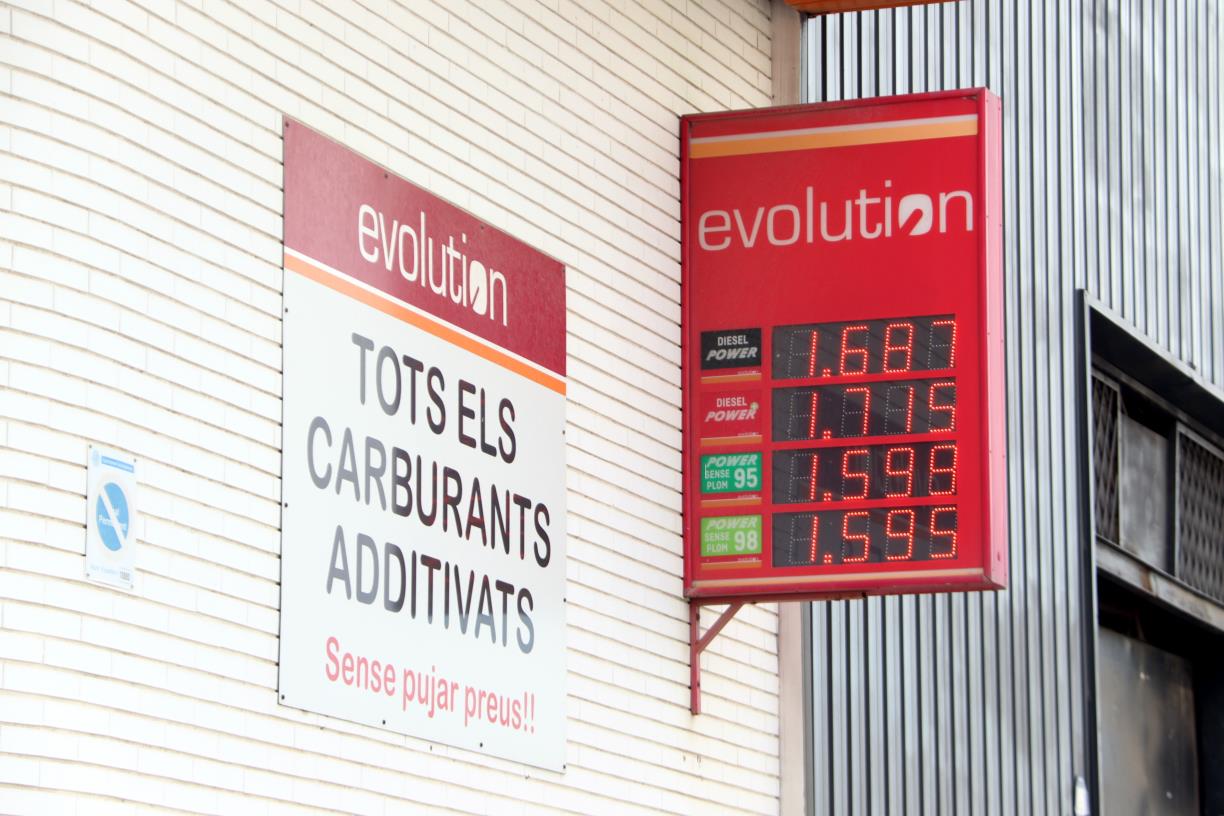 evolution
TOTS ELS
CARBURANTS
ADDITIVATS
Sense pujar preus!!
evolution
DIESEL
POWER
1.687
DIESEL
POWER+
1.715
POWER
SENSE
PLOM 95
1.598
POWER
SENSE
PLOM 98
1.595